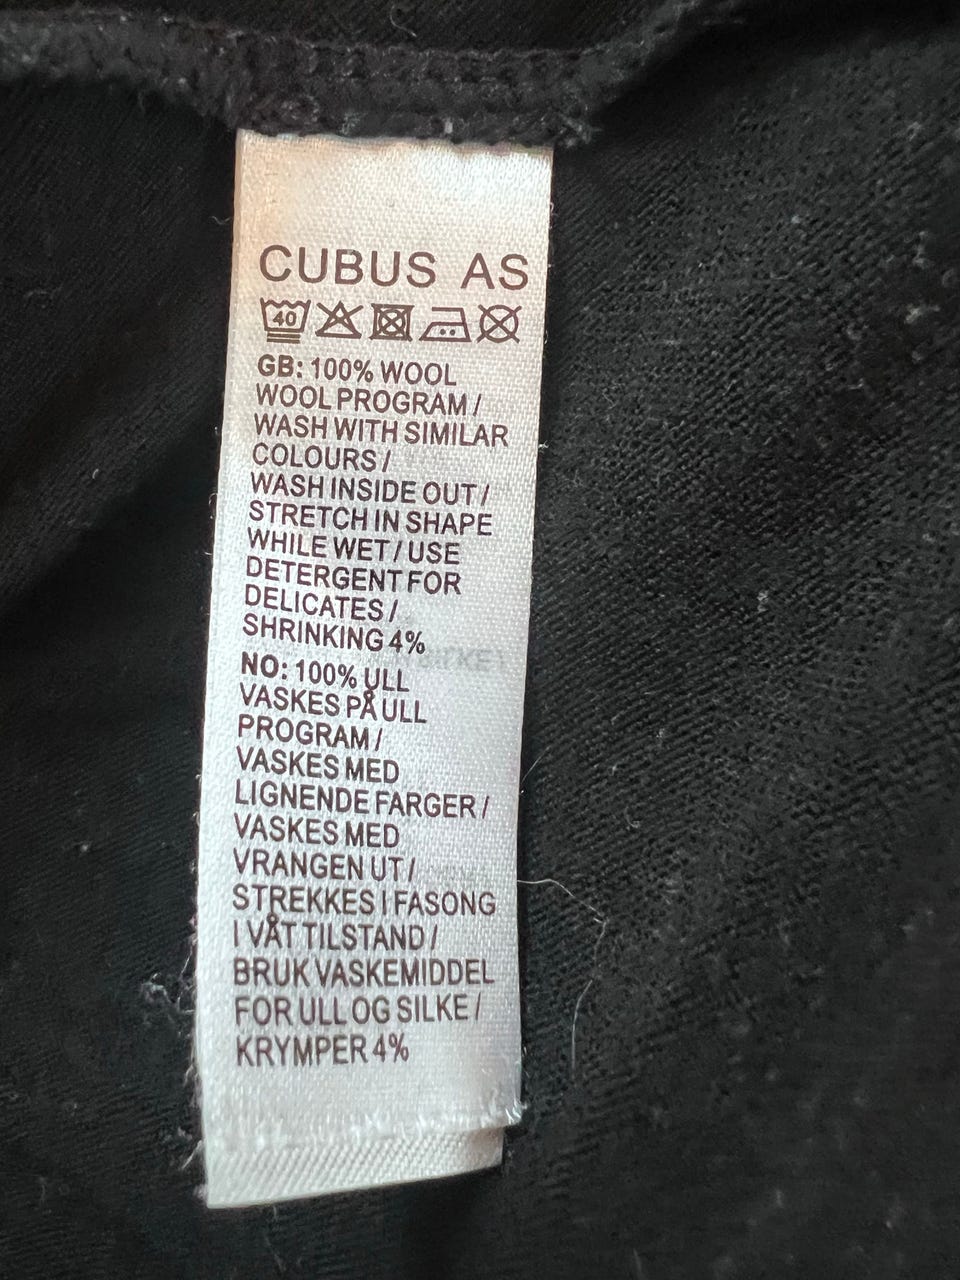 CUBUS AS
40
GB: 100% WOOL
WOOL PROGRAM /
WASH WITH SIMILAR
COLOURS /
WASH INSIDE OUT /
STRETCH IN SHAPE
WHILE WET / USE
DETERGENT FOR
DELICATES /
SHRINKING 4%
NO: 100% ULL
VASKES PÅ ULL
PROGRAM /
VASKES MED
LIGNENDE FARGER /
VASKES MED
VRANGEN UT /
STREKKES I FASONG
I VÅT TILSTAND /
BRUK VASKEMIDDEL
FOR ULL OG SILKE /
KRYMPER 4%